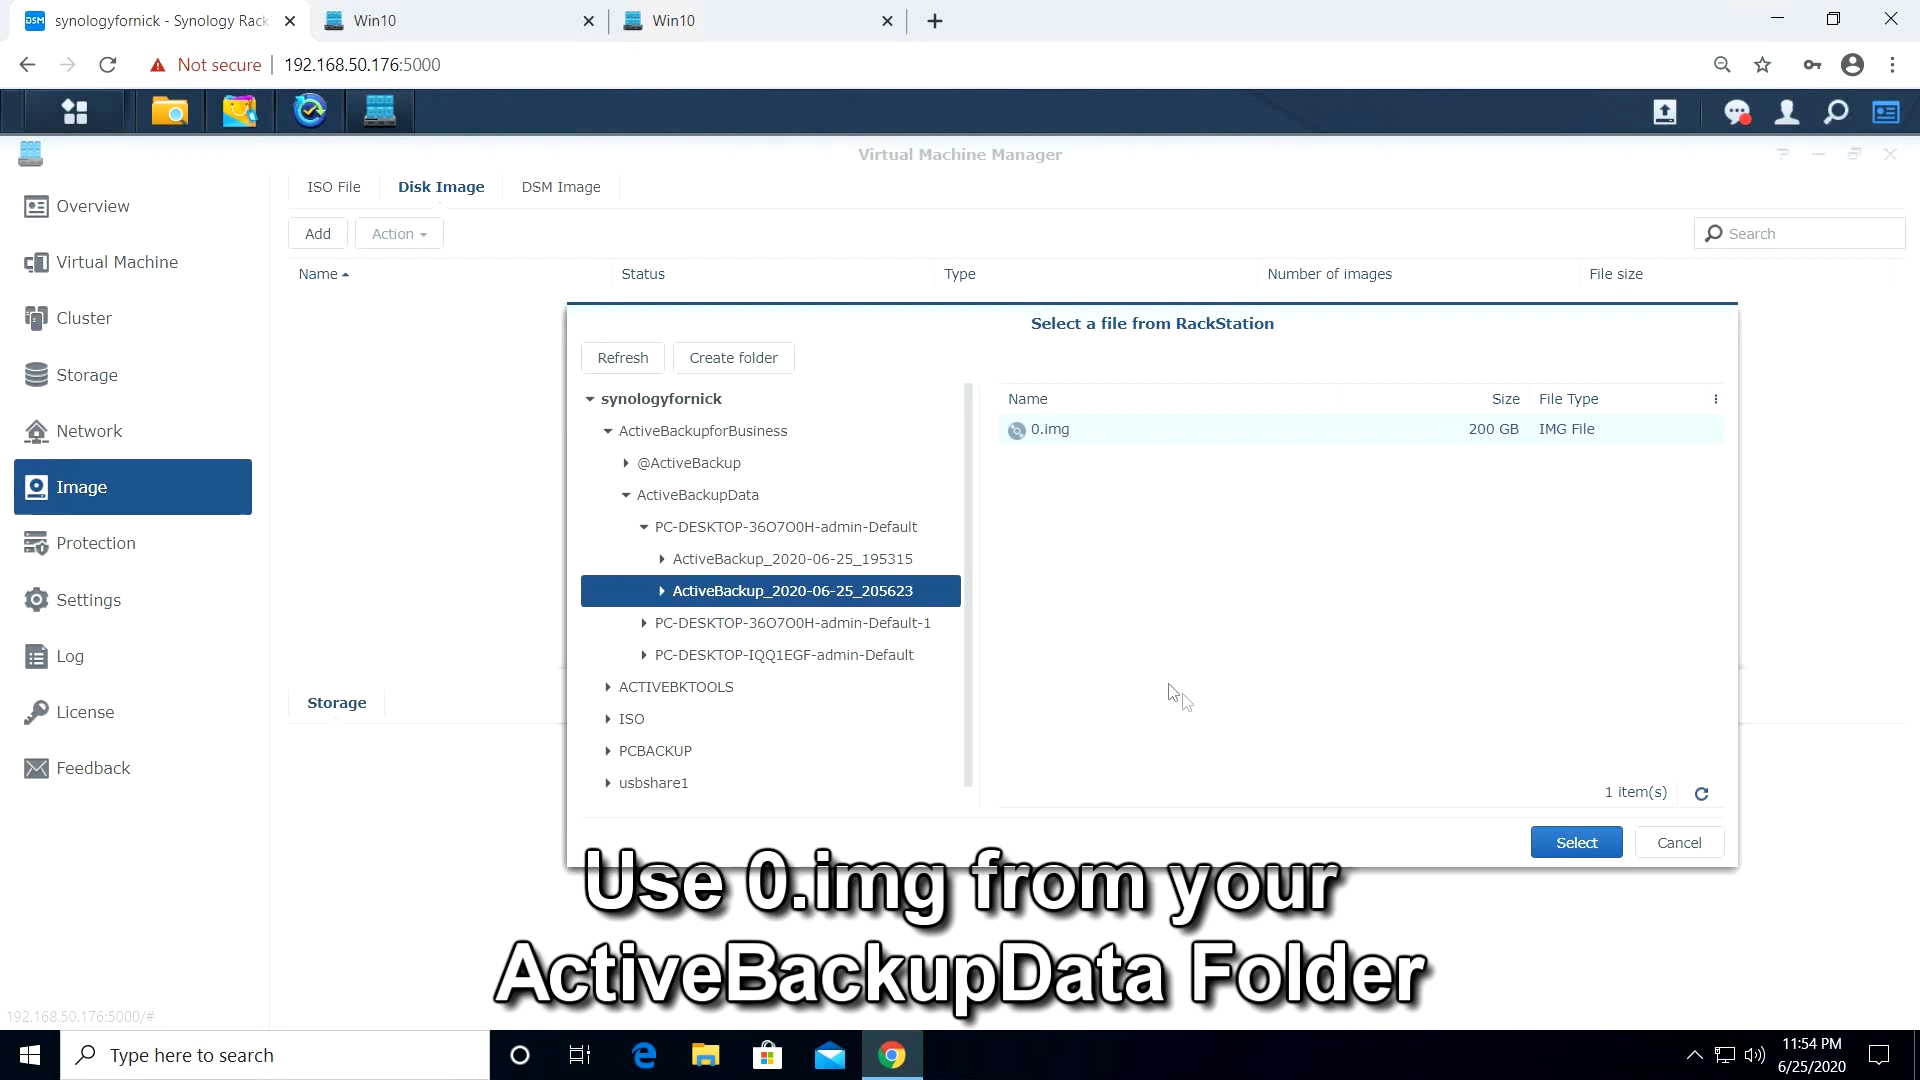 synologyfornick - Synology Rack
Win10
Win10
Not secure
192.168.50.176:5000
Virtual Machine Manager
Overview
Virtual Machine
Cluster
Storage
Network
Image
Protection
Settings
Log
License
Feedback
ISO File
Disk Image
DSM Image
Add
Action
Search
Name
Status
Type
Number of images
File size
Storage
Select a file from RackStation
Refresh
Create folder
synologyfornick
ActiveBackupforBusiness
@ActiveBackup
ActiveBackupData
PC-DESKTOP-36O7O0H-admin-Default
ActiveBackup_2020-06-25_195315
ActiveBackup_2020-06-25_205623
PC-DESKTOP-36O7O0H-admin-Default-1
PC-DESKTOP-IQQ1EGF-admin-Default
ACTIVEBKTOOLS
ISO
PCBACKUP
usbshare1
Name
Size
File Type
0.img
200 GB
IMG File
1 item(s)
Select
Cancel
Use 0.img from your
ActiveBackupData Folder
192.168.50.176:5000/#
Type here to search
11:54 PM
6/25/2020